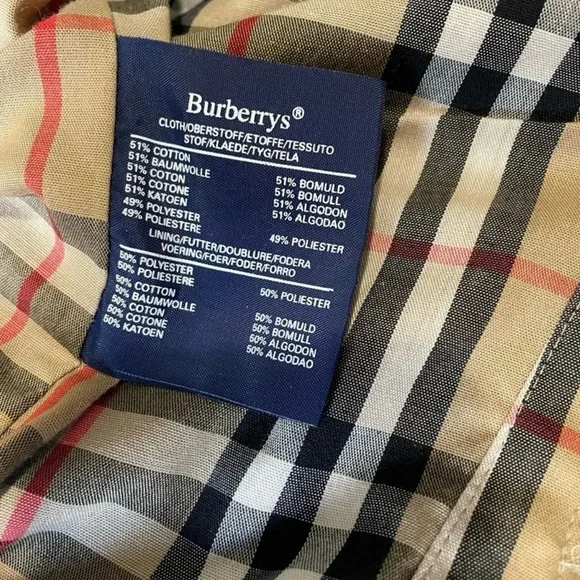 Burberrys®
CLOTH/OBERSTOFF/ETOFFE/TESSUTO
STOF/KLAEDE/TYG/TELA
51% COTTON
51% BAUMWOLLE 51% BOMULD
51% COTON 51% BOMULL
51% COTONE 51% ALGODON
51% KATOEN 51% ALGODAO
49% POLYESTER
49% POLIESTERE 49% POLIESTER
LINING/FUTTER/DOUBLURE/FODERA
VOERING/FOER/FODER/FORRO
50% POLYESTER
50% POLIESTERE 50% POLIESTER
50% COTTON
50% BAUMWOLLE 50% BOMULD
50% COTON 50% BOMULL
50% COTONE 50% ALGODON
50% KATOEN 50% ALGODAO